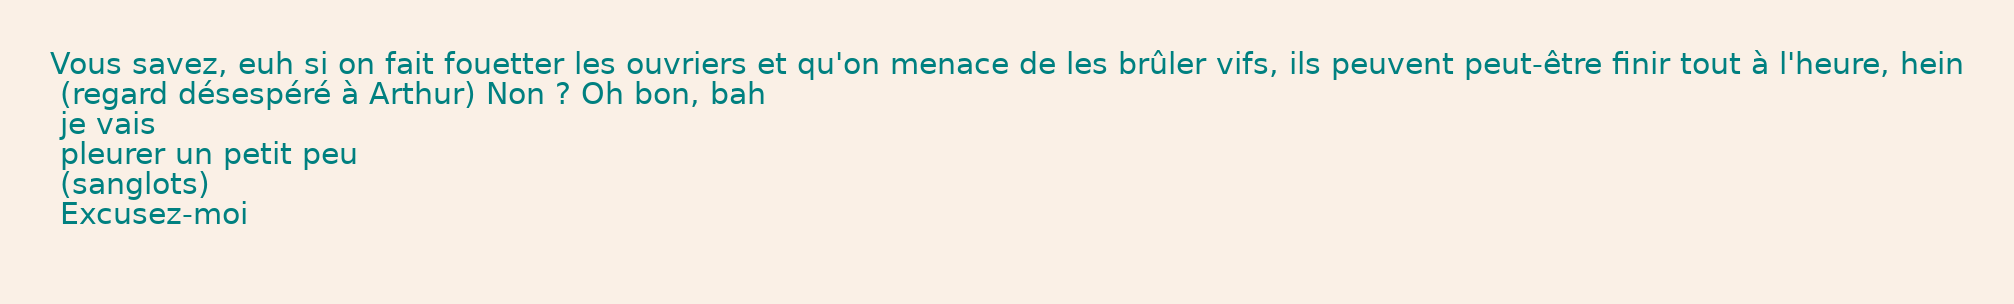 Vous savez, euh si on fait fouetter les ouvriers et qu'on menace de les brûler vifs, ils peuvent peut-être finir tout à l'heure, hein
(regard désespéré à Arthur) Non ? Oh bon, bah
je vais
pleurer un petit peu
(sanglots)
Excusez-moi